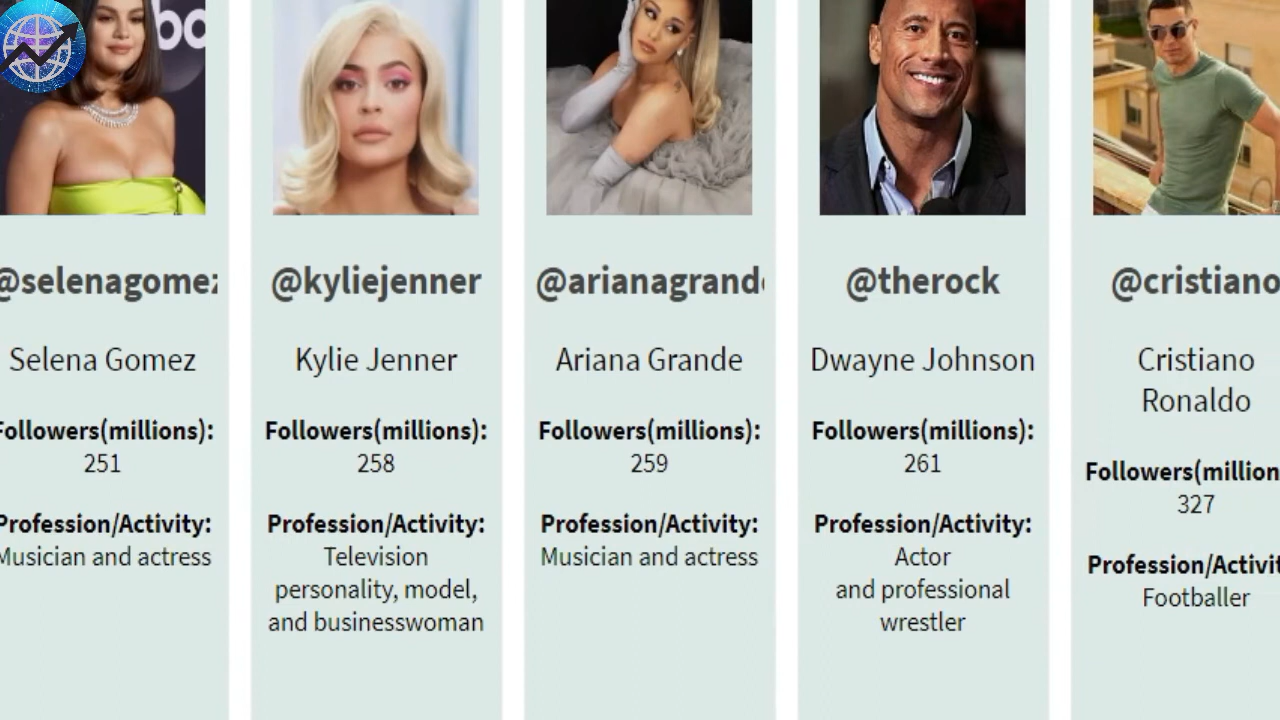 bo
@selenagomez
Selena Gomez
Followers(millions):
251
Profession/Activity:
Musician and actress
@kyliejenner
Kylie Jenner
Followers(millions):
258
Profession/Activity:
Television
personality, model,
and businesswoman
@arianagrand
Ariana Grande
Followers(millions):
259
Profession/Activity:
Musician and actress
@therock
Dwayne Johnson
Followers(millions):
261
Profession/Activity:
Actor
and professional
wrestler
@cristiano
Cristiano
Ronaldo
Followers(million
327
Profession/Activit
Footballer